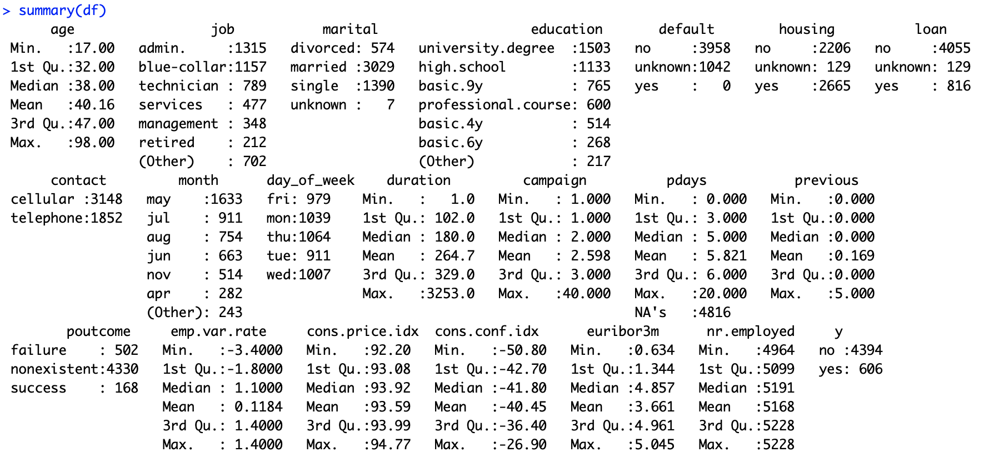 > summary(df)
      age                 job           marital                   education       default         housing          loan     
 Min.   :17.00   admin.     :1315   divorced: 574   university.degree  :1503   no     :3958   no     :2206   no     :4055  
 1st Qu.:32.00   blue-collar:1157   married :3029   high.school        :1133   unknown:1042   unknown: 129   unknown: 129  
 Median :38.00   technician : 789   single  :1390   basic.9y           : 765   yes    :   0   yes    :2665   yes    : 816  
 Mean   :40.16   services   : 477   unknown :   7   professional.course: 600  
 3rd Qu.:47.00   management : 348                   basic.4y           : 514  
 Max.   :98.00   retired    : 212                   basic.6y           : 268  
                 (Other)    : 702                   (Other)            : 217  
      contact         month     day_of_week    duration         campaign          pdays           previous    
 cellular :3148   may    :1633   fri: 979    Min.   :   1.0   Min.   : 1.000   Min.   : 0.000   Min.   :0.000  
 telephone:1852   jul    : 911   mon:1039    1st Qu.: 102.0   1st Qu.: 1.000   1st Qu.: 3.000   1st Qu.:0.000  
                  aug    : 754   thu:1064    Median : 180.0   Median : 2.000   Median : 5.000   Median :0.000  
                  jun    : 663   tue: 911    Mean   : 264.7   Mean   : 2.598   Mean   : 5.821   Mean   :0.169  
                  nov    : 514   wed:1007    3rd Qu.: 329.0   3rd Qu.: 3.000   3rd Qu.: 6.000   3rd Qu.:0.000  
                  apr    : 282               Max.   :3253.0   Max.   :40.000   Max.   :20.000   Max.   :5.000  
                  (Other): 243                                                 NA's   :4816  
        poutcome     emp.var.rate     cons.price.idx  cons.conf.idx      euribor3m      nr.employed     y     
 failure    : 502   Min.   :-3.4000   Min.   :92.20   Min.   :-50.80   Min.   :0.634   Min.   :4964   no :4394  
 nonexistent:4330   1st Qu.:-1.8000   1st Qu.:93.08   1st Qu.:-42.70   1st Qu.:1.344   1st Qu.:5099   yes: 606  
 success    : 168   Median : 1.1000   Median :93.92   Median :-41.80   Median :4.857   Median :5191  
                    Mean   : 0.1184   Mean   :93.59   Mean   :-40.45   Mean   :3.661   Mean   :5168  
                    3rd Qu.: 1.4000   3rd Qu.:93.99   3rd Qu.:-36.40   3rd Qu.:4.961   3rd Qu.:5228  
                    Max.   : 1.4000   Max.   :94.77   Max.   :-26.90   Max.   :5.045   Max.   :5228